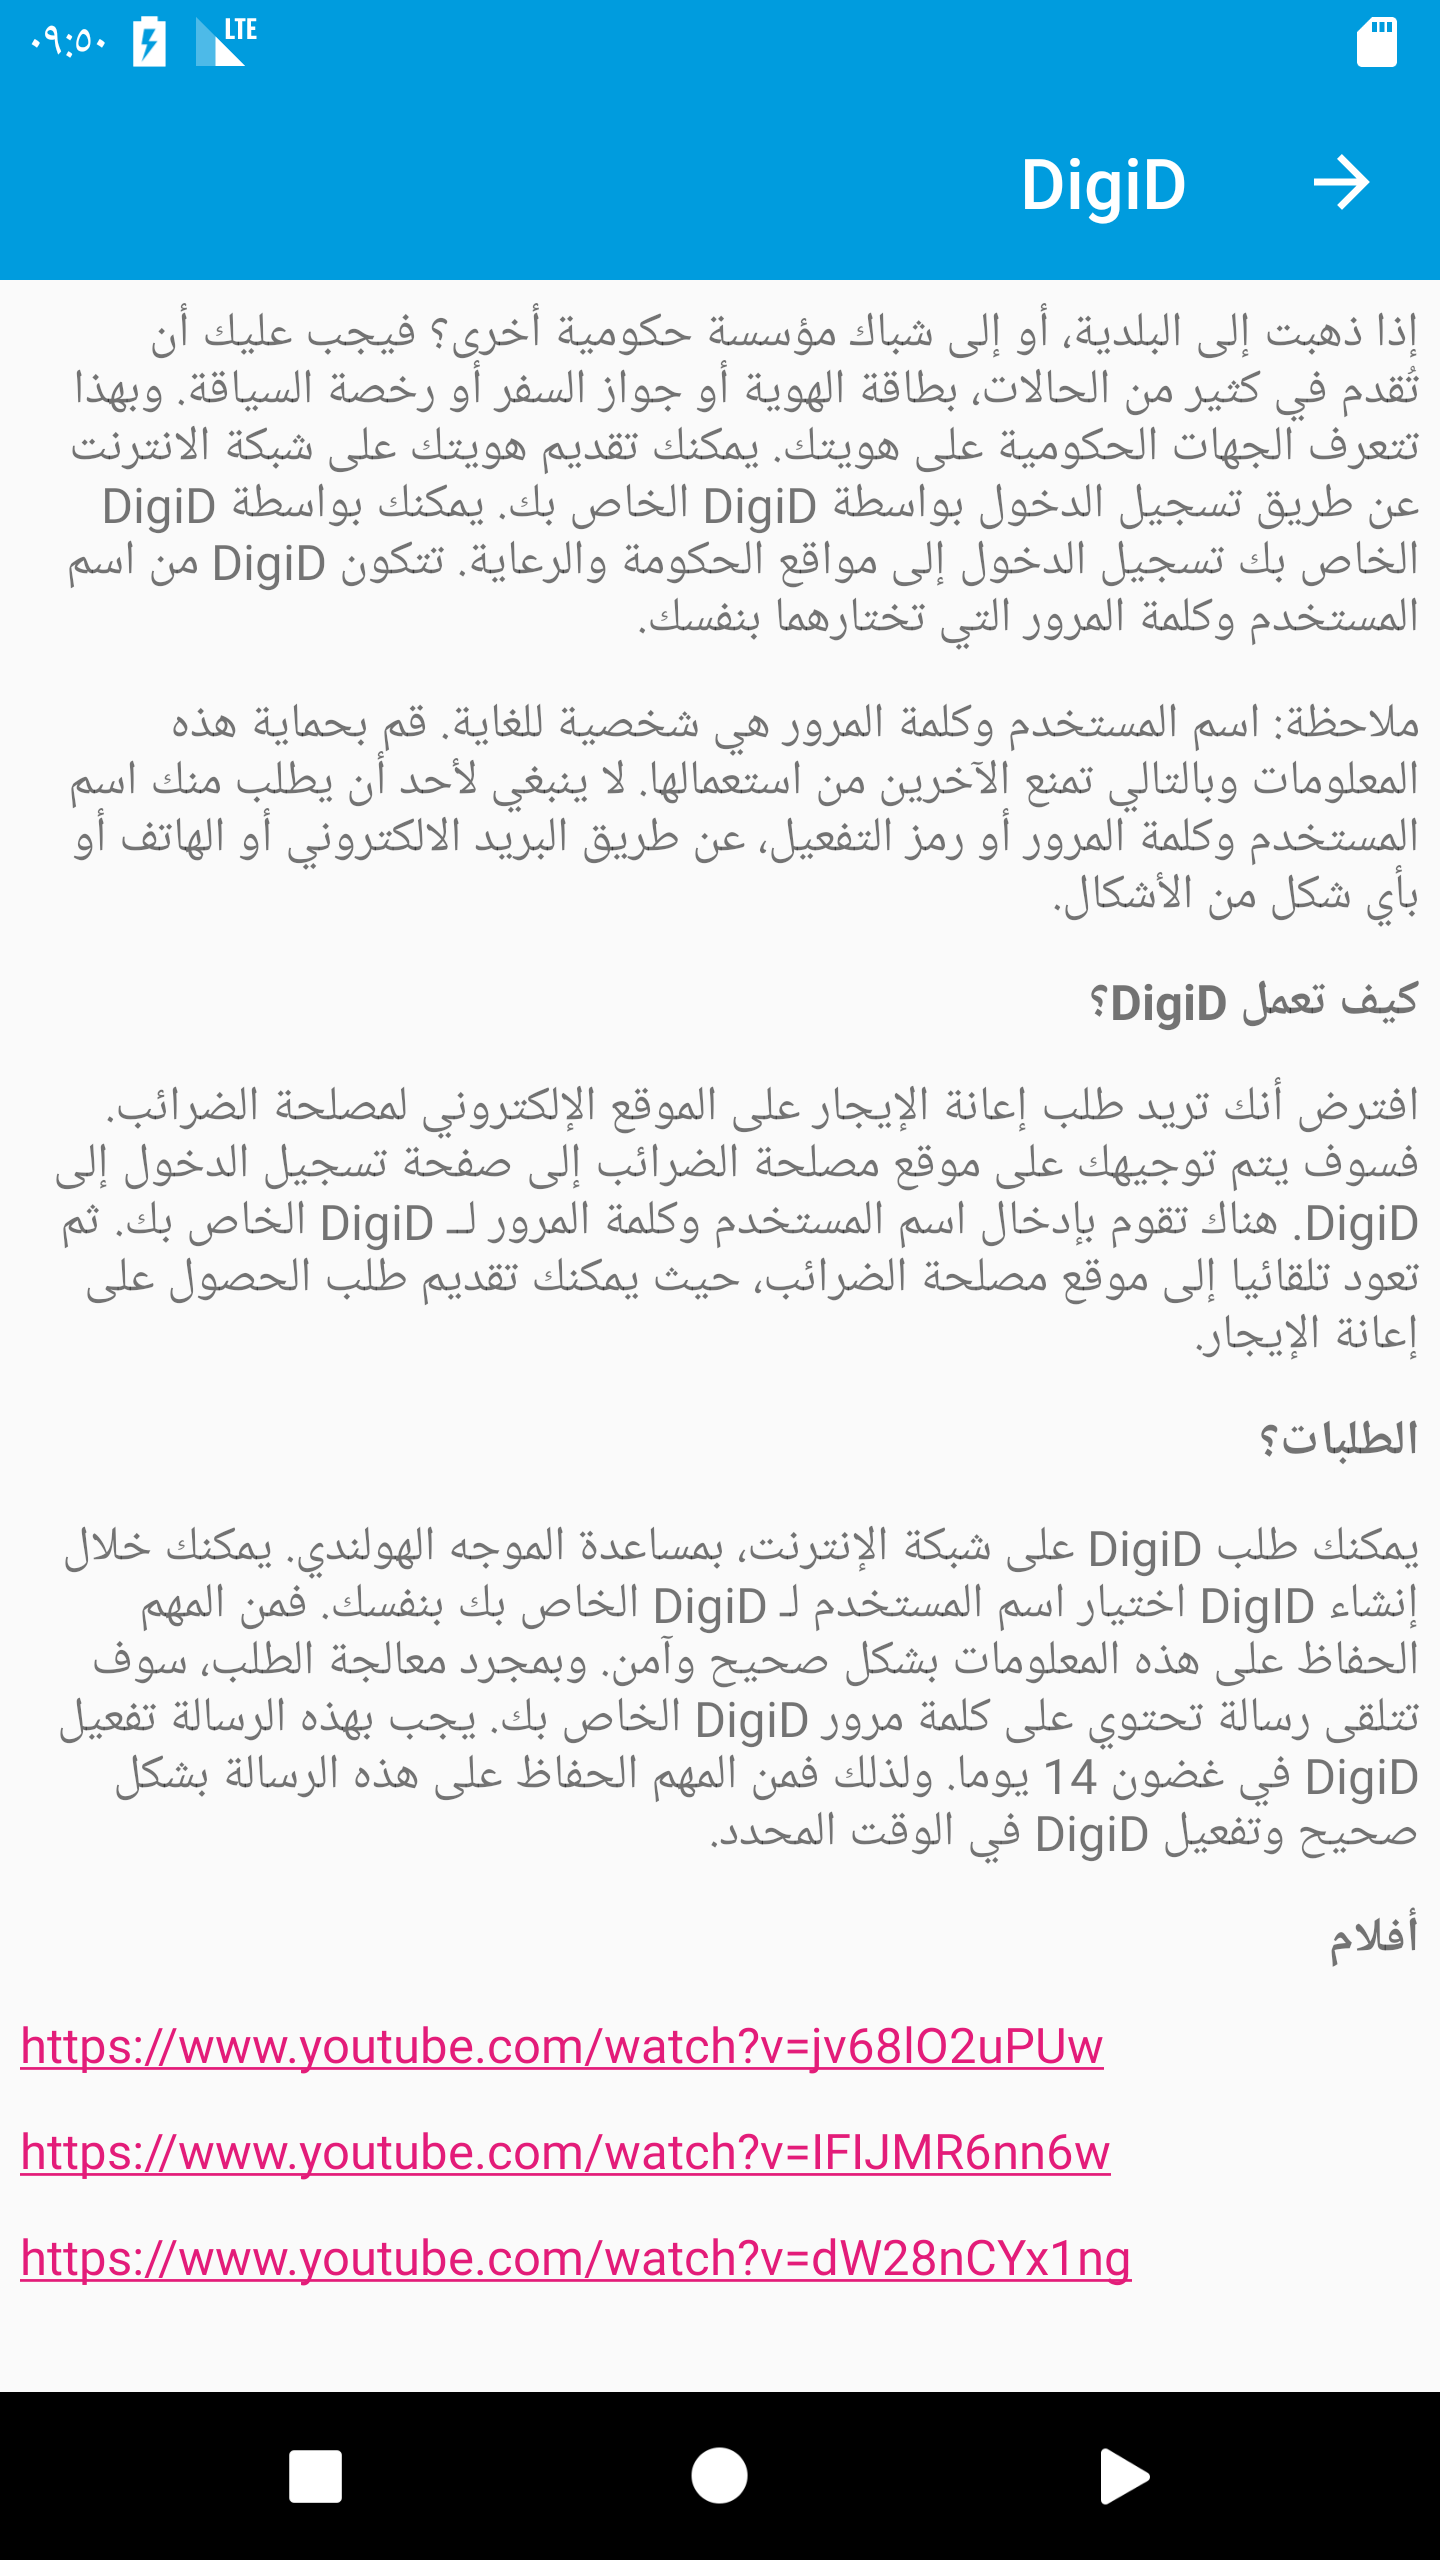 ٠٩:٥٠ LTE
DigiD
إذا ذهبت إلى البلدية، أو إلى شباك مؤسسة حكومية أخرى؟ فيجب عليك أن
تُقدم في كثير من الحالات، بطاقة الهوية أو جواز السفر أو رخصة السياقة. وبهذا
تتعرف الجهات الحكومية على هويتك. يمكنك تقديم هويتك على شبكة الانترنت
عن طريق تسجيل الدخول بواسطة DigiD الخاص بك. يمكنك بواسطة DigiD
الخاص بك تسجيل الدخول إلى مواقع الحكومة والرعاية. تتكون DigiD من اسم
المستخدم وكلمة المرور التي تختارهما بنفسك.
ملاحظة: اسم المستخدم وكلمة المرور هي شخصية للغاية. قم بحماية هذه
المعلومات وبالتالي تمنع الآخرين من استعمالها. لا ينبغي لأحد أن يطلب منك اسم
المستخدم وكلمة المرور أو رمز التفعيل، عن طريق البريد الالكتروني أو الهاتف أو
بأي شكل من الأشكال.
كيف تعمل DigiD؟
افترض أنك تريد طلب إعانة الإيجار على الموقع الإلكتروني لمصلحة الضرائب.
فسوف يتم توجيهك على موقع مصلحة الضرائب إلى صفحة تسجيل الدخول إلى
DigiD. هناك تقوم بإدخال اسم المستخدم وكلمة المرور لــ DigiD الخاص بك. ثم
تعود تلقائيا إلى موقع مصلحة الضرائب، حيث يمكنك تقديم طلب الحصول على
إعانة الإيجار.
الطلبات؟
يمكنك طلب DigiD على شبكة الإنترنت، بمساعدة الموجه الهولندي. يمكنك خلال
إنشاء DigID اختيار اسم المستخدم لـ DigiD الخاص بك بنفسك. فمن المهم
الحفاظ على هذه المعلومات بشكل صحيح وآمن. وبمجرد معالجة الطلب، سوف
تتلقى رسالة تحتوي على كلمة مرور DigiD الخاص بك. يجب بهذه الرسالة تفعيل
DigiD في غضون 14 يوما. ولذلك فمن المهم الحفاظ على هذه الرسالة بشكل
صحيح وتفعيل DigiD في الوقت المحدد.
أفلام
https://www.youtube.com/watch?v=jv68lO2uPUw
https://www.youtube.com/watch?v=IFIJMR6nn6w
https://www.youtube.com/watch?v=dW28nCYx1ng